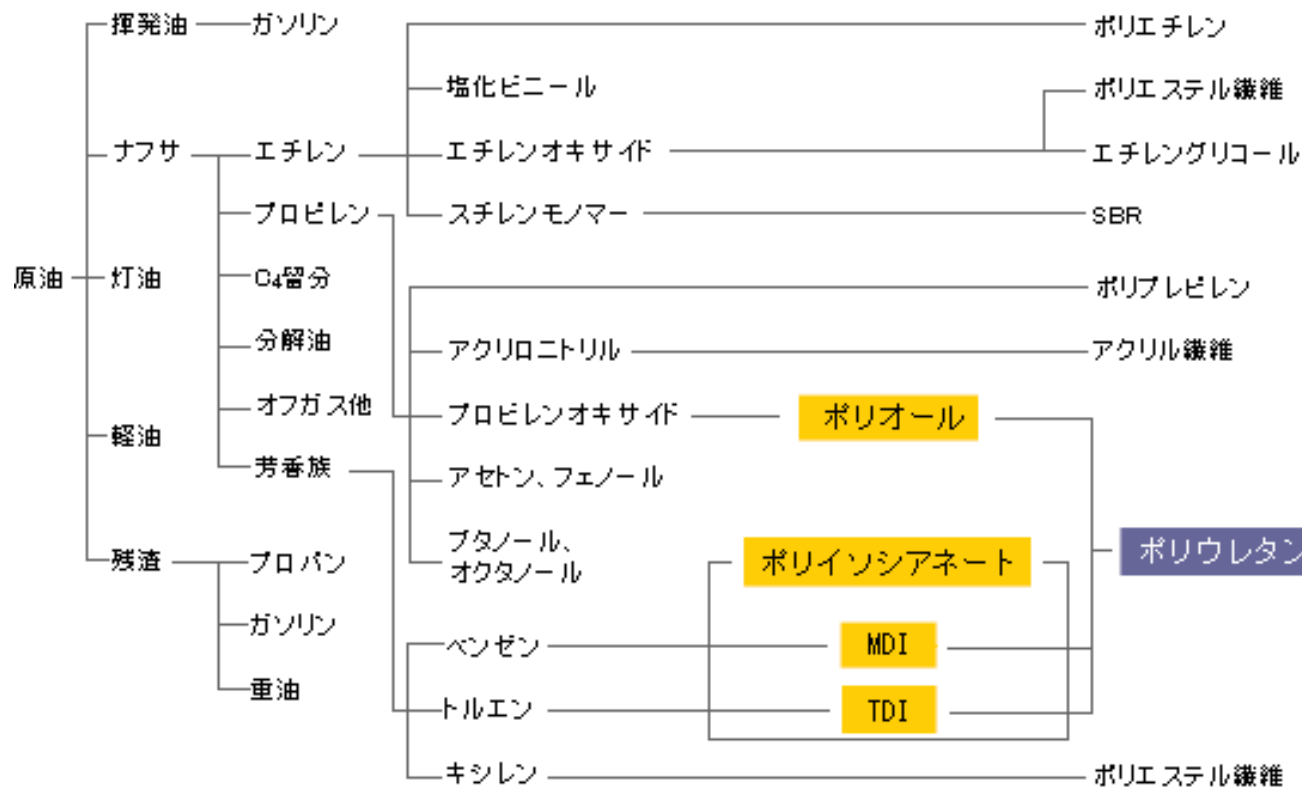 揮発油
ガソリン
ポリエチレン
塩化ビニール
ポリエステル繊維
ナフサ
エチレン
エチレンオキサイド
エチレングリコール
プロピレン
スチレンモノマー
SBR
原油
灯油
C4留分
ポリプレピレン
分解油
アクリロニトリル
アクリル繊維
オフガス他
プロピレンオキサイド
ポリオール
軽油
芳香族
アセトン、フェノール
残渣
プロパン
ブタノール、
オクタノール
ポリイソシアネート
ポリウレタン
ガソリン
ベンゼン
MDI
重油
トルエン
TDI
キシレン
ポリエステル繊維